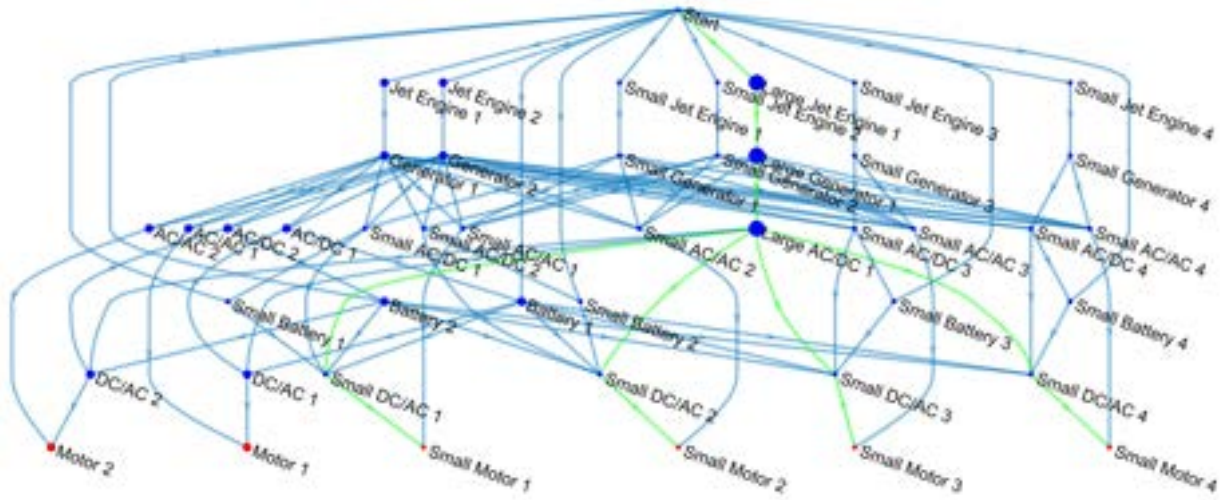 Start
Jet Engine 1
Jet Engine 2
Small Jet Engine 1
Small Jet Engine 2
Large Jet Engine 1
Small Jet Engine 3
Small Jet Engine 4
Generator 1
Generator 2
Small Generator 1
Small Generator 2
Large Generator 1
Small Generator 3
Small Generator 4
AC/AC 2
AC/AC 1
AC/DC 2
AC/DC 1
Small AC/DC 1
Small AC/DC 2
Small AC/AC 1
Small AC/AC 2
Large AC/DC 1
Small AC/DC 3
Small AC/AC 3
Small AC/DC 4
Small AC/AC 4
Small Battery 1
Battery 2
Battery 1
Small Battery 2
Small Battery 3
Small Battery 4
DC/AC 2
DC/AC 1
Small DC/AC 1
Small DC/AC 2
Small DC/AC 3
Small DC/AC 4
Motor 2
Motor 1
Small Motor 1
Small Motor 2
Small Motor 3
Small Motor 4